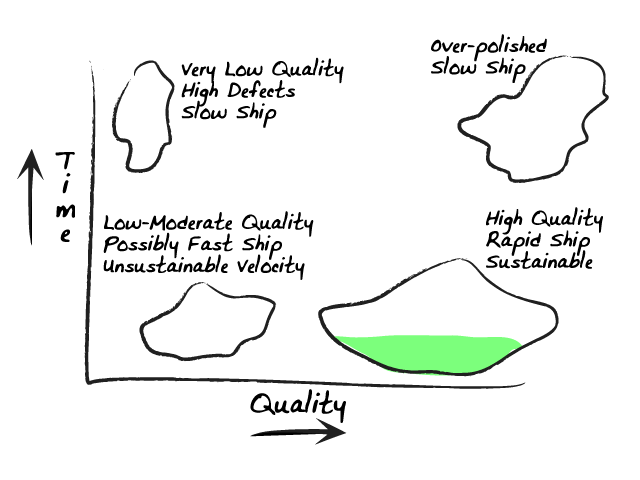 Very Low Quality
High Defects
Slow Ship
Over-polished
Slow Ship
Time
Low-Moderate Quality
Possibly Fast Ship
Unsustainable Velocity
High Quality
Rapid Ship
Sustainable
Quality